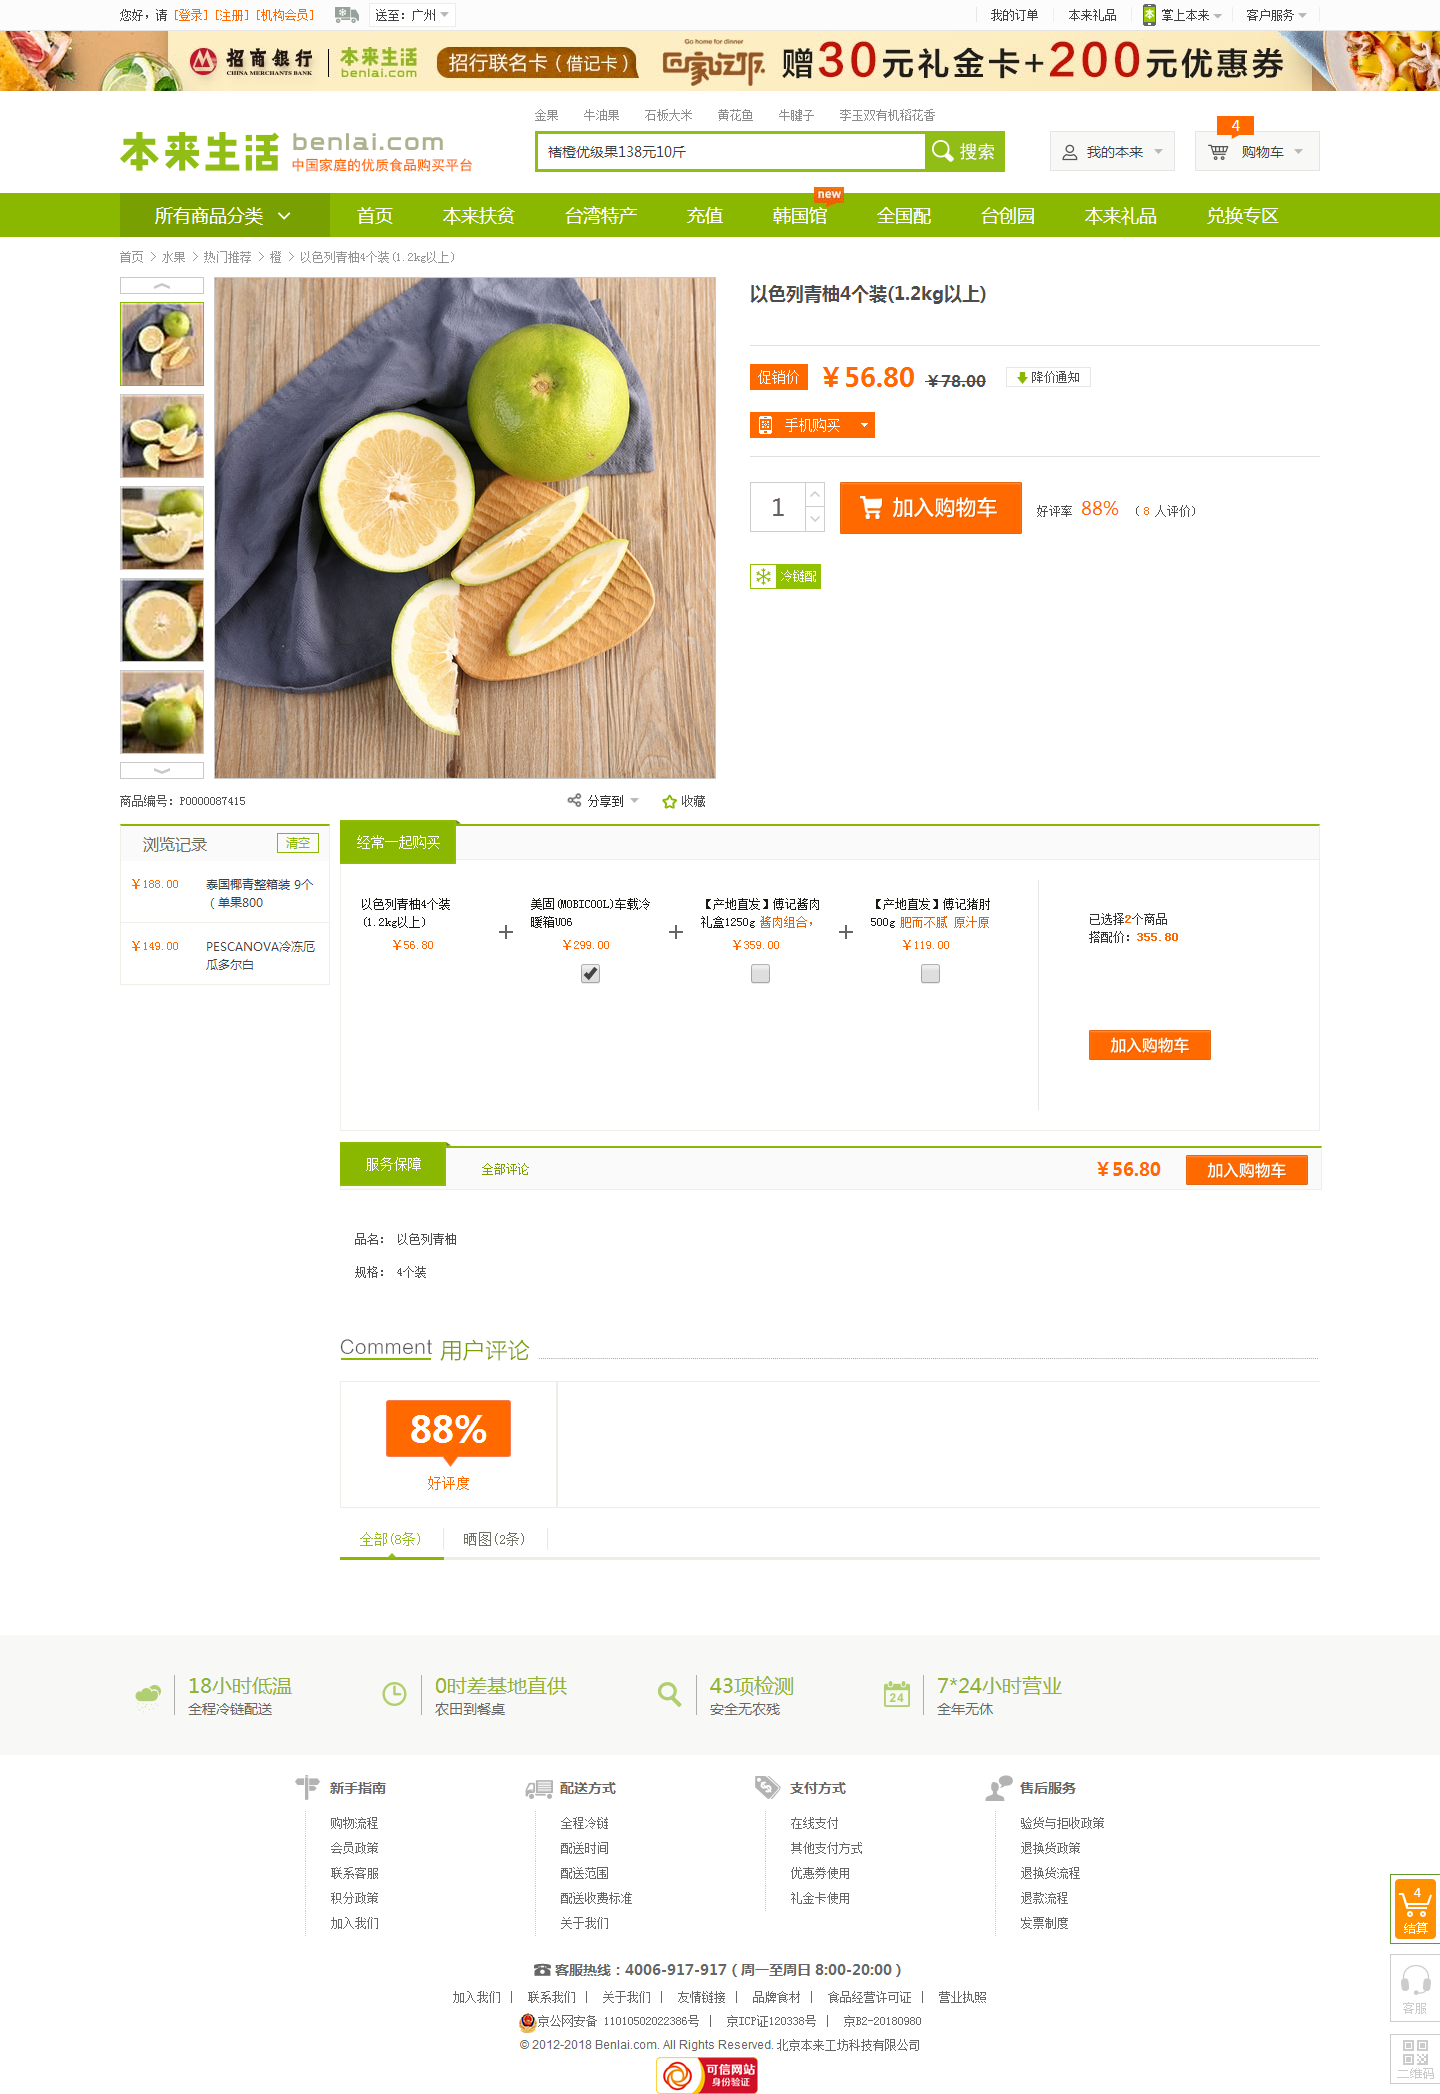 您好，请 [登录] [注册] [机构会员] 送至：广州 我的订单 本来礼品 掌上本来 客户服务
招商银行 CHINA MERCHANTS BANK 本来生活 benlai.com 招行联名卡（借记卡） Go home for dinner 回家吃饭 赠30元礼金卡+200元优惠券
金果 牛油果 石板大米 黄花鱼 牛腱子 李玉双有机稻花香
本来生活 benlai.com 中国家庭的优质食品购买平台
褚橙优级果138元10斤 搜索 我的本来 4 购物车
所有商品分类 首页 本来扶贫 台湾特产 充值 韩国馆 new 全国配 台创园 本来礼品 兑换专区
首页 > 水果 > 热门推荐 > 橙 > 以色列青柚4个装(1.2kg以上)
以色列青柚4个装(1.2kg以上)
促销价 ￥56.80 ￥78.00 降价通知
手机购买
1 加入购物车 好评率 88% （8 人评价）
冷链配
商品编号：P0000087415 分享到 收藏
浏览记录 清空
￥188.00 泰国椰青整箱装 9个
（单果800
￥149.00 PESCANOVA冷冻厄
瓜多尔白
经常一起购买
以色列青柚4个装
(1.2kg以上)
￥56.80
+
美固(MOBICOOL)车载冷
暖箱U06
￥299.00
+
【产地直发】傅记酱肉
礼盒1250g 酱肉组合，
￥359.00
+
【产地直发】傅记猪肘
500g 肥而不腻 原汁原
￥119.00
已选择2个商品
搭配价：355.80
加入购物车
服务保障 全部评论 ￥56.80 加入购物车
品名： 以色列青柚
规格： 4个装
Comment 用户评论
88%
好评度
全部(8条) 晒图(2条)
18小时低温
全程冷链配送
0时差基地直供
农田到餐桌
43项检测
安全无农残
24
7*24小时营业
全年无休
新手指南
购物流程
会员政策
联系客服
积分政策
加入我们
配送方式
全程冷链
配送时间
配送范围
配送收费标准
关于我们
支付方式
在线支付
其他支付方式
优惠券使用
礼金卡使用
售后服务
验货与拒收政策
退换货政策
退换货流程
退款流程
发票制度
4
结算
客服
二维码
客服热线：4006-917-917（周一至周日 8:00-20:00）
加入我们 | 联系我们 | 关于我们 | 友情链接 | 品牌食材 | 食品经营许可证 | 营业执照
京公网安备 11010502022386号 | 京ICP证120338号 | 京B2-20180980
© 2012-2018 Benlai.com. All Rights Reserved. 北京本来工坊科技有限公司
可信网站
身份验证